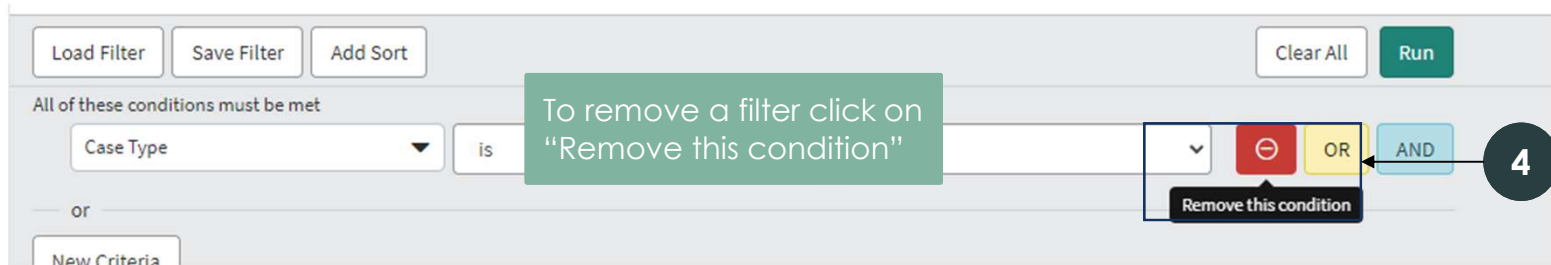 Load Filter Save Filter Add Sort Clear All Run
All of these conditions must be met
To remove a filter click on
“Remove this condition”
Case Type is OR AND 4
Remove this condition
or
New Criteria